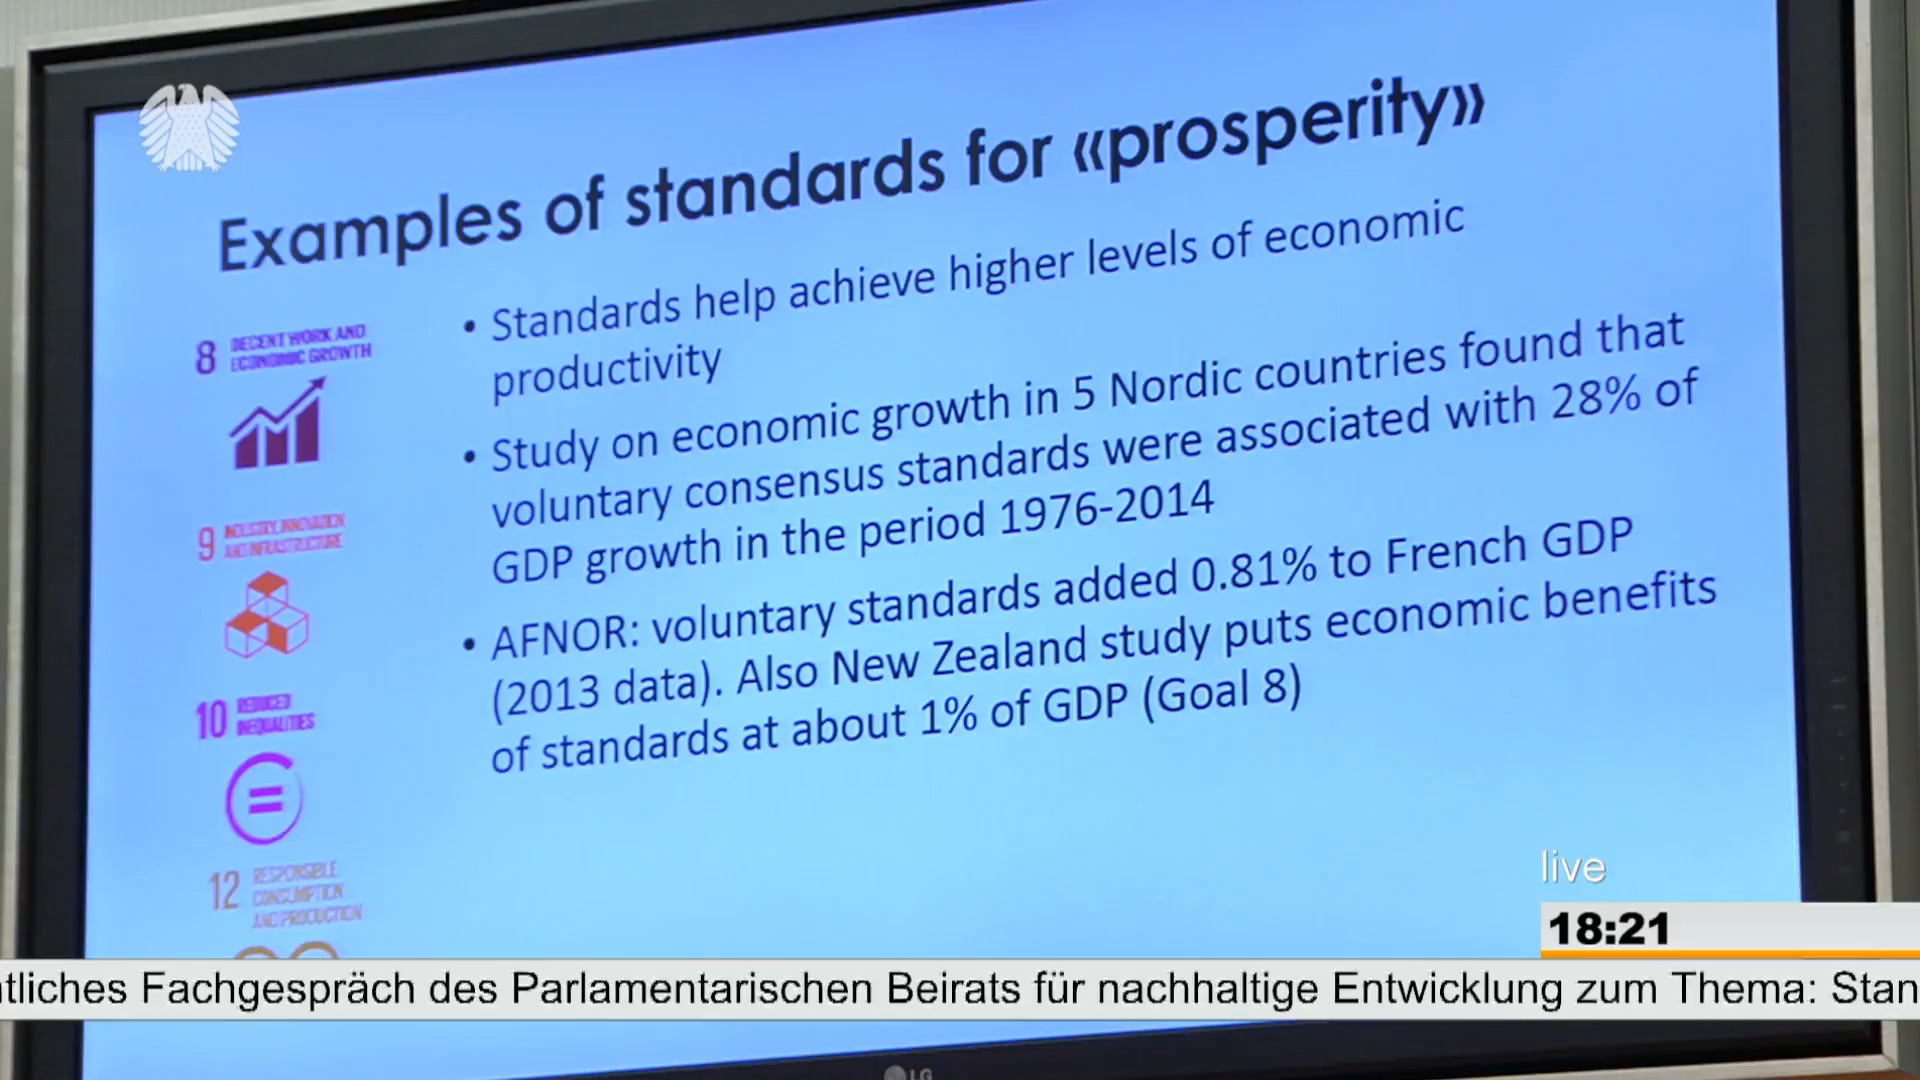 Examples of standards for «prosperity»
8 DECENT WORK AND
ECONOMIC GROWTH
9 INDUSTRY, INNOVATION
AND INFRASTRUCTURE
10 REDUCED
INEQUALITIES
12 RESPONSIBLE
CONSUMPTION
AND PRODUCTION
• Standards help achieve higher levels of economic
productivity
• Study on economic growth in 5 Nordic countries found that
voluntary consensus standards were associated with 28% of
GDP growth in the period 1976-2014
• AFNOR: voluntary standards added 0.81% to French GDP
(2013 data). Also New Zealand study puts economic benefits
of standards at about 1% of GDP (Goal 8)
live
18:21
tliches Fachgespräch des Parlamentarischen Beirats für nachhaltige Entwicklung zum Thema: Stan
LG